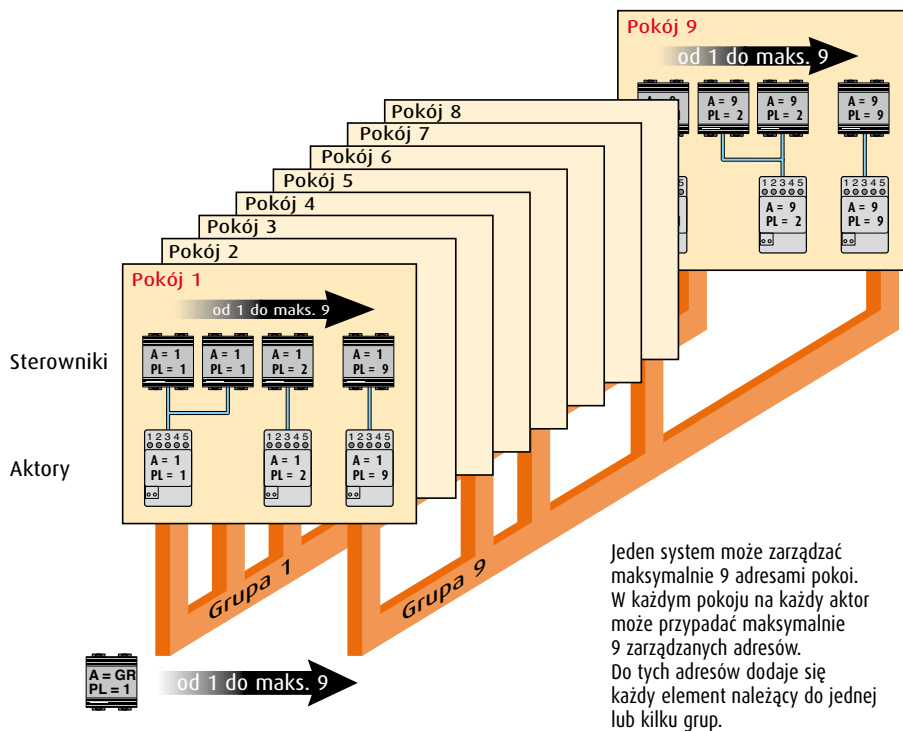 Pokój 9
od 1 do maks. 9
A = 9
PL = 2
A = 9
PL = 2
A = 9
PL = 9
1 2 3 4 5
A = 9
PL = 2
1 2 3 4 5
A = 9
PL = 9
Pokój 8
Pokój 7
Pokój 6
Pokój 5
Pokój 4
Pokój 3
Pokój 2
Pokój 1
od 1 do maks. 9
Sterowniki
A = 1
PL = 1
A = 1
PL = 1
A = 1
PL = 2
A = 1
PL = 9
Aktory
1 2 3 4 5
A = 1
PL = 1
1 2 3 4 5
A = 1
PL = 2
1 2 3 4 5
A = 1
PL = 9
Grupa 1
Grupa 9
A = GR
PL = 1
od 1 do maks. 9
Jeden system może zarządzać
maksymalnie 9 adresami pokoi.
W każdym pokoju na każdy aktor
może przypadać maksymalnie
9 zarządzanych adresów.
Do tych adresów dodaje się
każdy element należący do jednej
lub kilku grup.